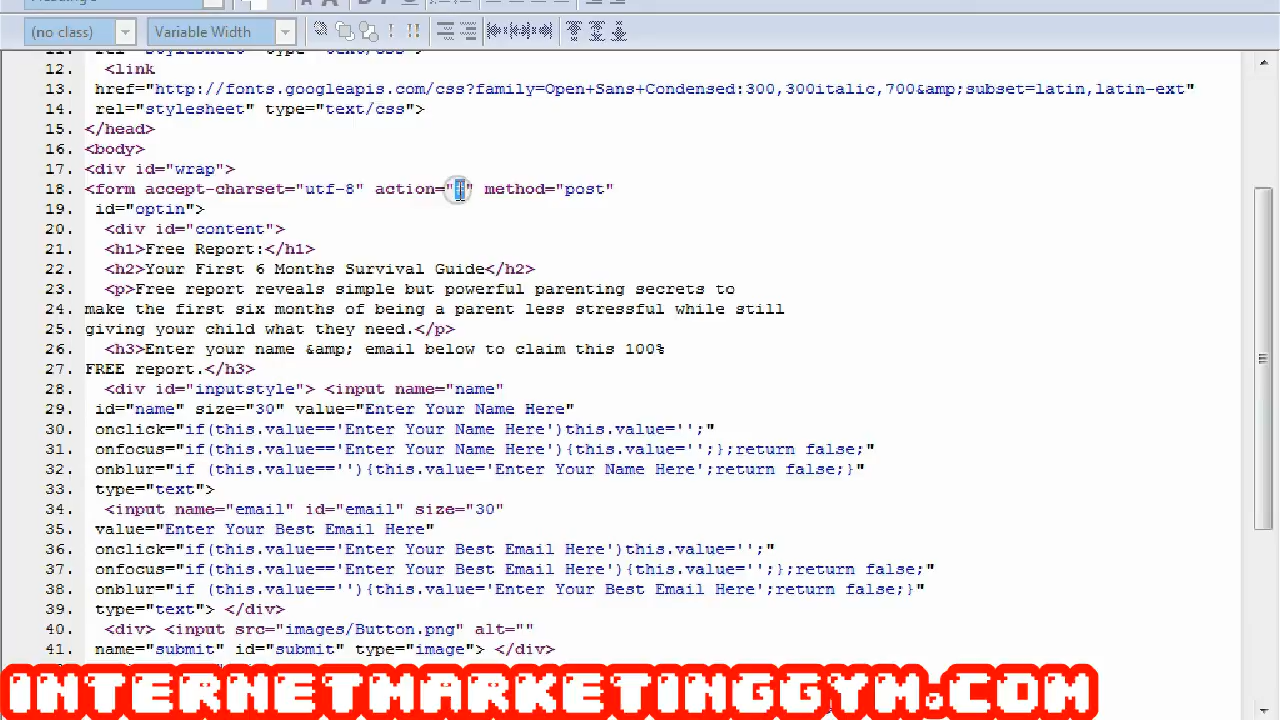 (no class) Variable Width
12. <link
13. href="http://fonts.googleapis.com/css?family=Open+Sans+Condensed:300,300italic,700&amp;subset=latin,latin-ext"
14. rel="stylesheet" type="text/css">
15. </head>
16. <body>
17. <div id="wrap">
18. <form accept-charset="utf-8" action="#" method="post"
19. id="optin">
20. <div id="content">
21. <h1>Free Report:</h1>
22. <h2>Your First 6 Months Survival Guide</h2>
23. <p>Free report reveals simple but powerful parenting secrets to
24. make the first six months of being a parent less stressful while still
25. giving your child what they need.</p>
26. <h3>Enter your name &amp; email below to claim this 100%
27. FREE report.</h3>
28. <div id="inputstyle"> <input name="name"
29. id="name" size="30" value="Enter Your Name Here"
30. onclick="if(this.value=='Enter Your Name Here')this.value='';"
31. onfocus="if(this.value=='Enter Your Name Here'){this.value='';};return false;"
32. onblur="if (this.value==''){this.value='Enter Your Name Here';return false;}"
33. type="text">
34. <input name="email" id="email" size="30"
35. value="Enter Your Best Email Here"
36. onclick="if(this.value=='Enter Your Best Email Here')this.value='';"
37. onfocus="if(this.value=='Enter Your Best Email Here'){this.value='';};return false;"
38. onblur="if (this.value==''){this.value='Enter Your Best Email Here';return false;}"
39. type="text"> </div>
40. <div> <input src="images/Button.png" alt=""
41. name="submit" id="submit" type="image"> </div>
INTERNETMARKETINGGYM.COM